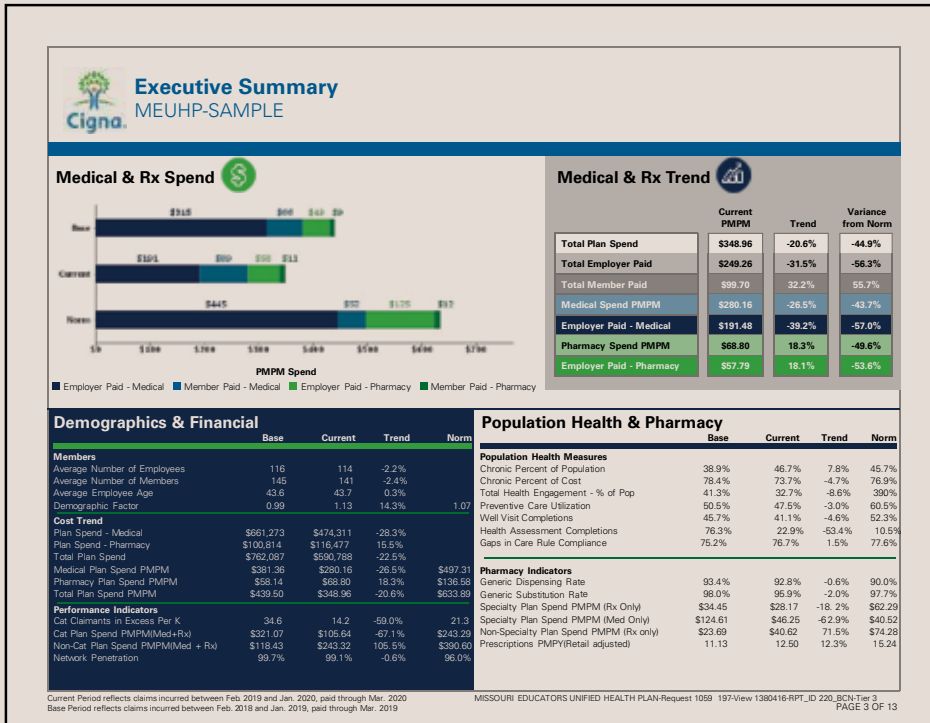 Cigna.
Executive Summary
MEUHP-SAMPLE
Medical & Rx Spend
$315 $66 $9
Base
$191 $89 $58 $11
Current
$445 $52 $125 $12
Norm
$0 $100 $200 $300 $400 $500 $600 $700
PMPM Spend
Employer Paid - Medical Member Paid - Medical Employer Paid - Pharmacy Member Paid - Pharmacy
Medical & Rx Trend
Current Variance
PMPM Trend from Norm
Total Plan Spend $348.96 -20.6% -44.9%
Total Employer Paid $249.26 -31.5% -56.3%
Total Member Paid $99.70 32.2% 55.7%
Medical Spend PMPM $280.16 -26.5% -43.7%
Employer Paid - Medical $191.48 -39.2% -57.0%
Pharmacy Spend PMPM $68.80 18.3% -49.6%
Employer Paid - Pharmacy $57.79 18.1% -53.6%
Demographics & Financial
Base Current Trend Norm
Members
Average Number of Employees 116 114 -2.2%
Average Number of Members 145 141 -2.4%
Average Employee Age 43.6 43.7 0.3%
Demographic Factor 0.99 1.13 14.3% 1.07
Cost Trend
Plan Spend - Medical $661,273 $474,311 -28.3%
Plan Spend - Pharmacy $100,814 $116,477 15.5%
Total Plan Spend $762,087 $590,788 -22.5%
Medical Plan Spend PMPM $381.36 $280.16 -26.5% $497.31
Pharmacy Plan Spend PMPM $58.14 $68.80 18.3% $136.58
Total Plan Spend PMPM $439.50 $348.96 -20.6% $633.89
Performance Indicators
Cat Claimants in Excess Per K 34.6 14.2 -59.0% 21.3
Cat Plan Spend PMPM(Med+Rx) $321.07 $105.64 -67.1% $243.29
Non-Cat Plan Spend PMPM(Med + Rx) $118.43 $243.32 105.5% $390.60
Network Penetration 99.7% 99.1% -0.6% 96.0%
Population Health & Pharmacy
Base Current Trend Norm
Population Health Measures
Chronic Percent of Population 38.9% 46.7% 7.8% 45.7%
Chronic Percent of Population 78.4% 73.7% -4.7% 76.9%
Total Health Engagement - % of Pop 41.3% 32.7% -8.6% 390%
Preventive Care Utilization 50.5% 47.5% -3.0% 60.5%
Well Visit Completions 45.7% 41.1% -4.6% 52.3%
Health Assessment Completions 76.3% 22.9% -53.4% 10.5%
Gaps in Care Rule Compliance 75.2% 76.7% 1.5% 77.6%
Pharmacy Indicators
Generic Dispensing Rate 93.4% 92.8% -0.6% 90.0%
Generic Substitution Rate 98.0% 95.9% -2.0% 97.7%
Specialty Plan Spend PMPM (Rx Only) $34.45 $28.17 -18. 2% $62.29
Specialty Plan Spend PMPM (Med Only) $124.61 $46.25 -62.9% $40.52
Non-Specialty Plan Spend PMPM (Rx only) $23.69 $40.62 71.5% $74.28
Prescriptions PMPY(Retail adjusted) 11.13 12.50 12.3% 15.24
Current Period reflects claims incurred between Feb. 2019 and Jan. 2020, paid through Mar. 2020
Base Period reflects claims incurred between Feb. 2018 and Jan. 2019, paid through Mar. 2019
MISSOURI EDUCATORS UNIFIED HEALTH PLAN-Request 1059 197-View 1380416-RPT_ID 220_BCN-Tier 3
PAGE 3 OF 13